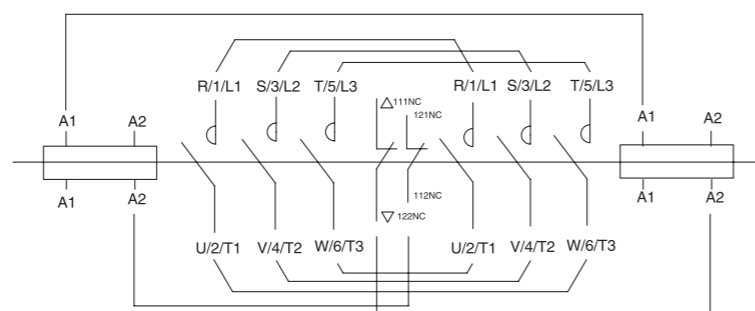 R/1/L1 S/3/L2 T/5/L3 R/1/L1 S/3/L2 T/5/L3
111NC
121NC
A1 A2 A1 A2
A1 A2 A1 A2
112NC
122NC
U/2/T1 V/4/T2 W/6/T3 U/2/T1 V/4/T2 W/6/T3